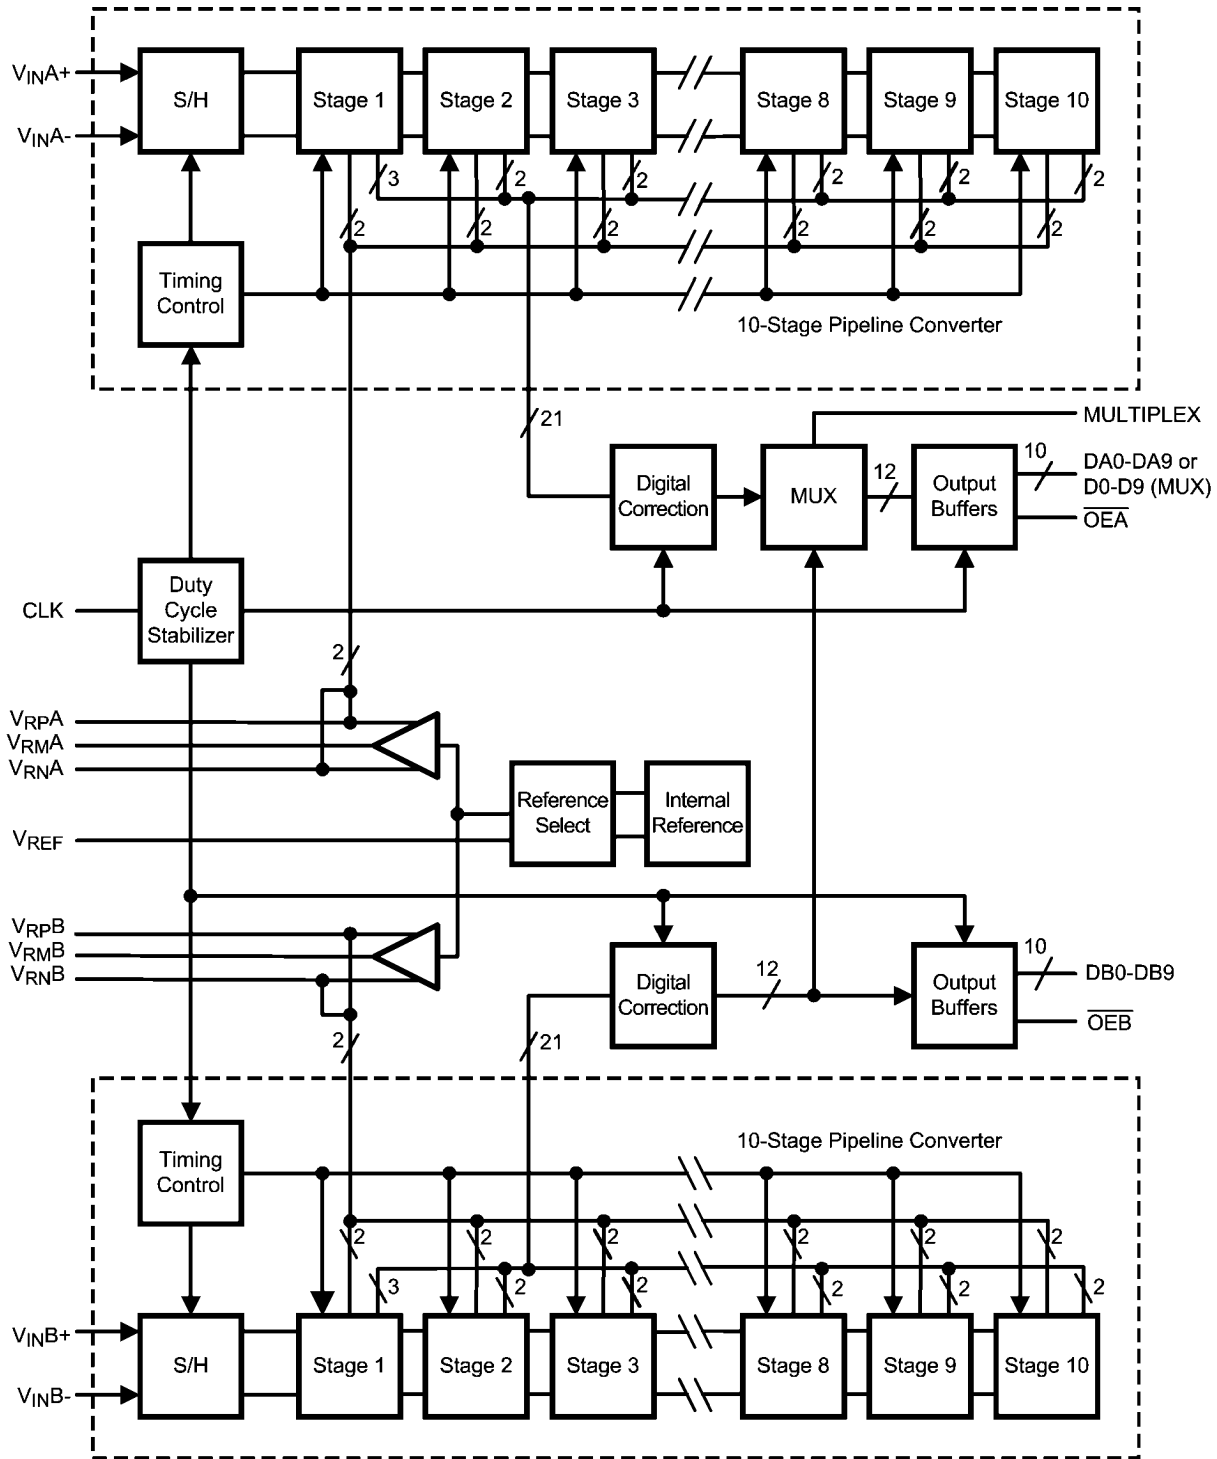 VINA+
S/H
Stage 1
Stage 2
Stage 3
Stage 8
Stage 9
Stage 10
VINA-
3
2
2
2
2
2
2
2
2
2
2
2
Timing
Control
10-Stage Pipeline Converter
21
MULTIPLEX
Digital
Correction
MUX
12
Output
Buffers
10
DA0-DA9 or
D0-D9 (MUX)
OEA
CLK
Duty
Cycle
Stabilizer
2
VRPA
VRMA
VRNA
VREF
Reference
Select
Internal
Reference
VRPB
VRMB
VRNB
2
21
Digital
Correction
12
Output
Buffers
10
DB0-DB9
OEB
Timing
Control
10-Stage Pipeline Converter
2
2
2
2
2
2
3
2
2
2
2
2
VINB+
S/H
Stage 1
Stage 2
Stage 3
Stage 8
Stage 9
Stage 10
VINB-